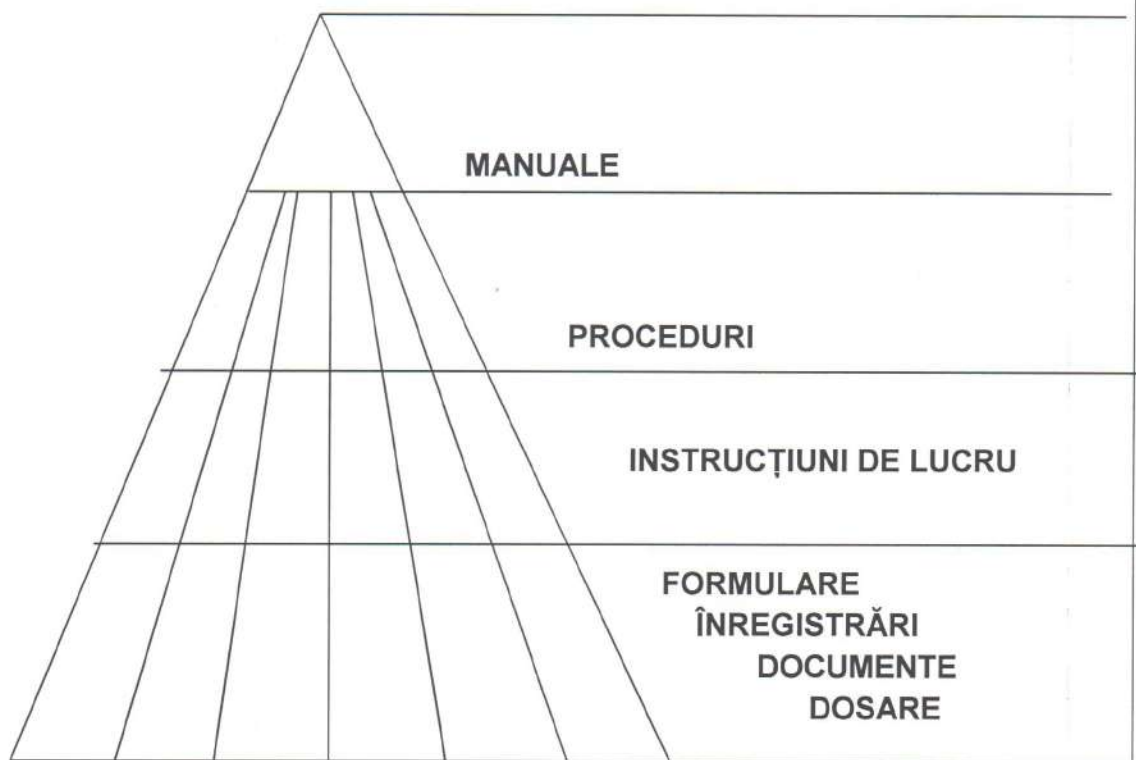 MANUALE
PROCEDURI
INSTRUCȚIUNI DE LUCRU
FORMULARE
ÎNREGISTRĂRI
DOCUMENTE
DOSARE